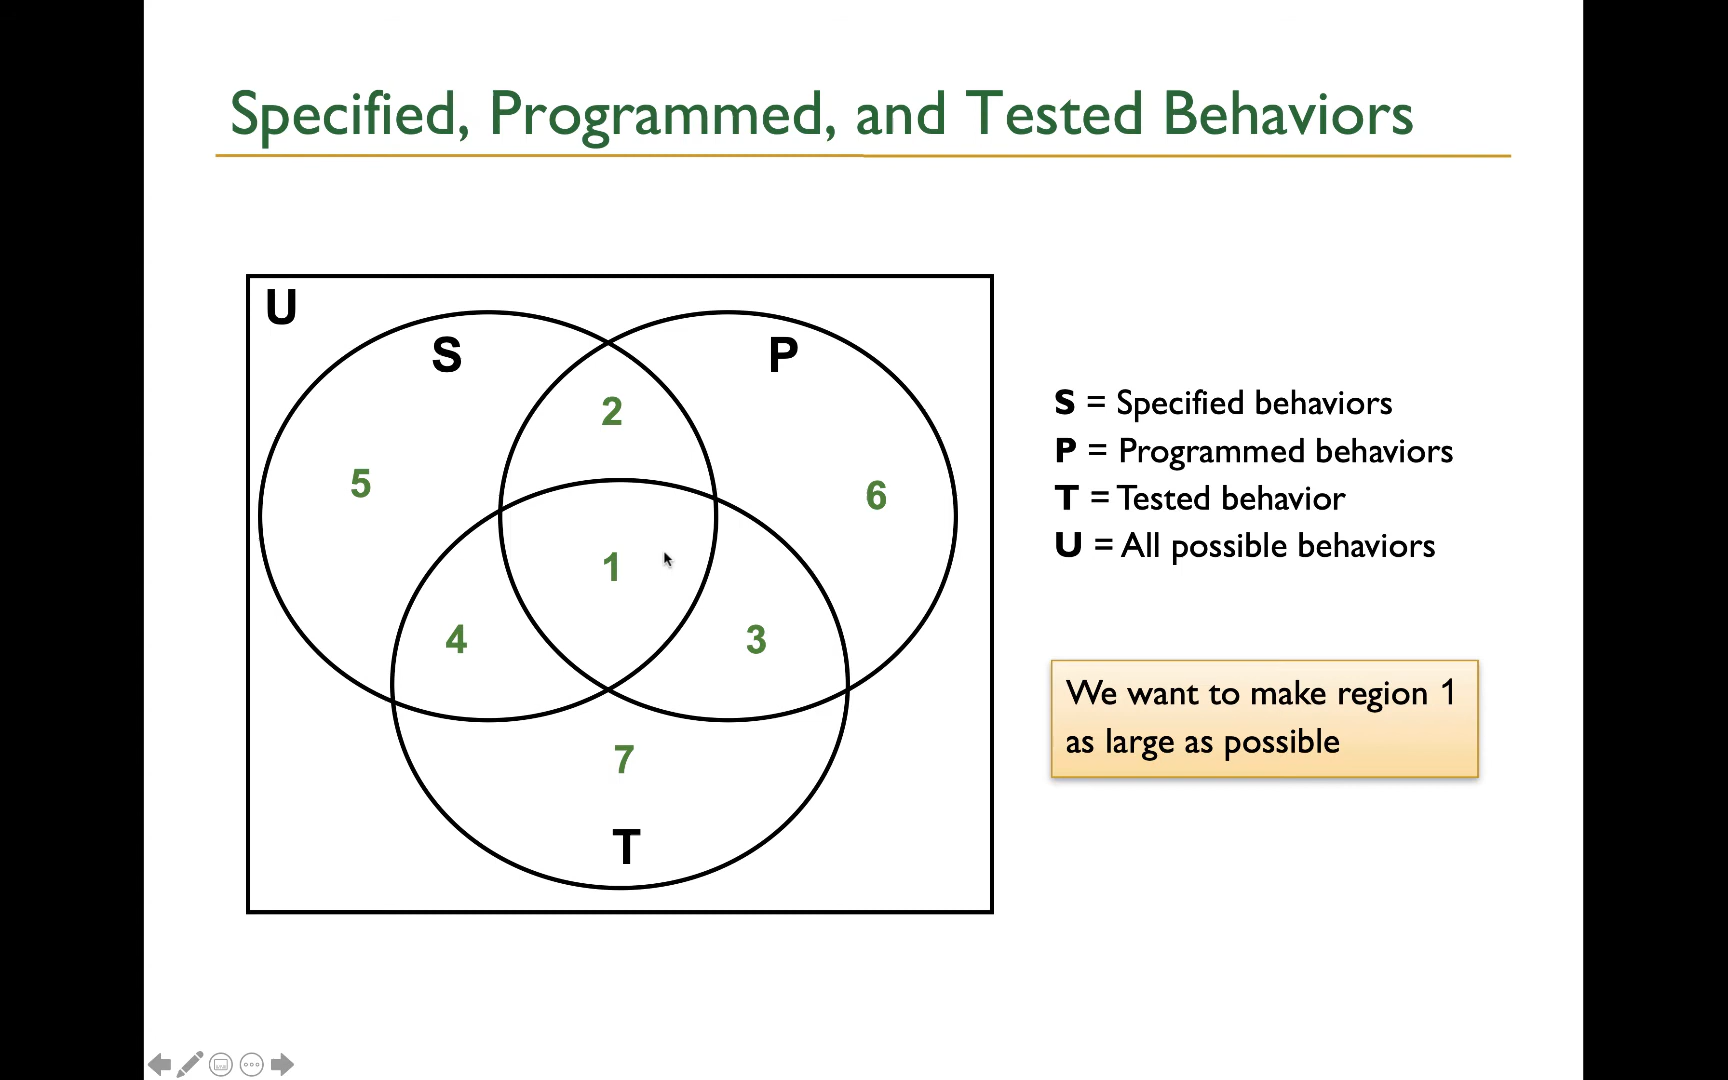 Specified, Programmed, and Tested Behaviors
U
S
P
2
5
6
1
4
3
7
T
S = Specified behaviors
P = Programmed behaviors
T = Tested behavior
U = All possible behaviors
We want to make region 1
as large as possible